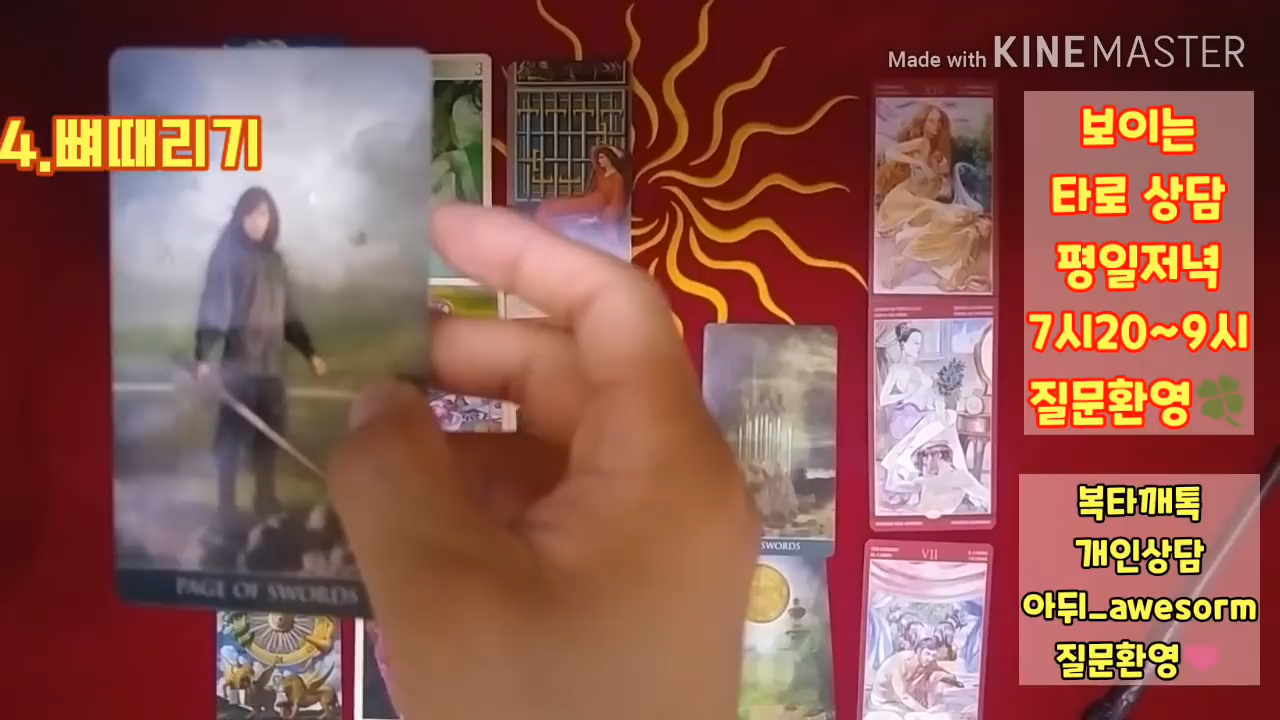 Made with KINEMASTER
4.뼈때리기
보이는
타로 상담
평일저녁
7시20~9시
질문환영
복타깨톡
개인상담
아뒤_awesorm
질문환영
3
XIV
PAGE OF SWORDS
SWORDS
VII